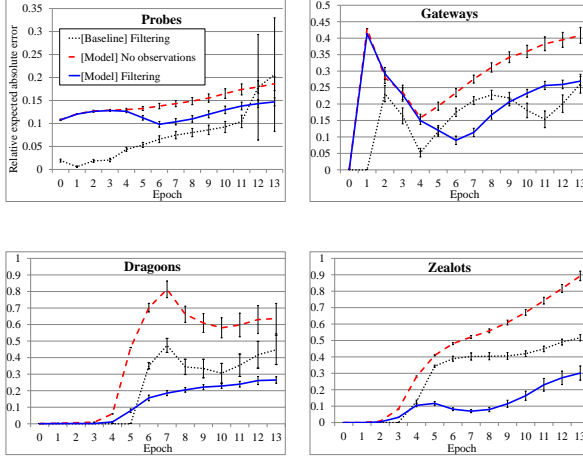 Probes
Relative expected absolute error
0.35
0.3
0.25
0.2
0.15
0.1
0.05
0
[Baseline] Filtering
[Model] No observations
[Model] Filtering
0 1 2 3 4 5 6 7 8 9 10 11 12 13
Epoch
Gateways
0.5
0.45
0.4
0.35
0.3
0.25
0.2
0.15
0.1
0.05
0
0 1 2 3 4 5 6 7 8 9 10 11 12 13
Epoch
Dragoons
1
0.9
0.8
0.7
0.6
0.5
0.4
0.3
0.2
0.1
0
0 1 2 3 4 5 6 7 8 9 10 11 12 13
Epoch
Zealots
1
0.9
0.8
0.7
0.6
0.5
0.4
0.3
0.2
0.1
0
0 1 2 3 4 5 6 7 8 9 10 11 12 13
Epoch